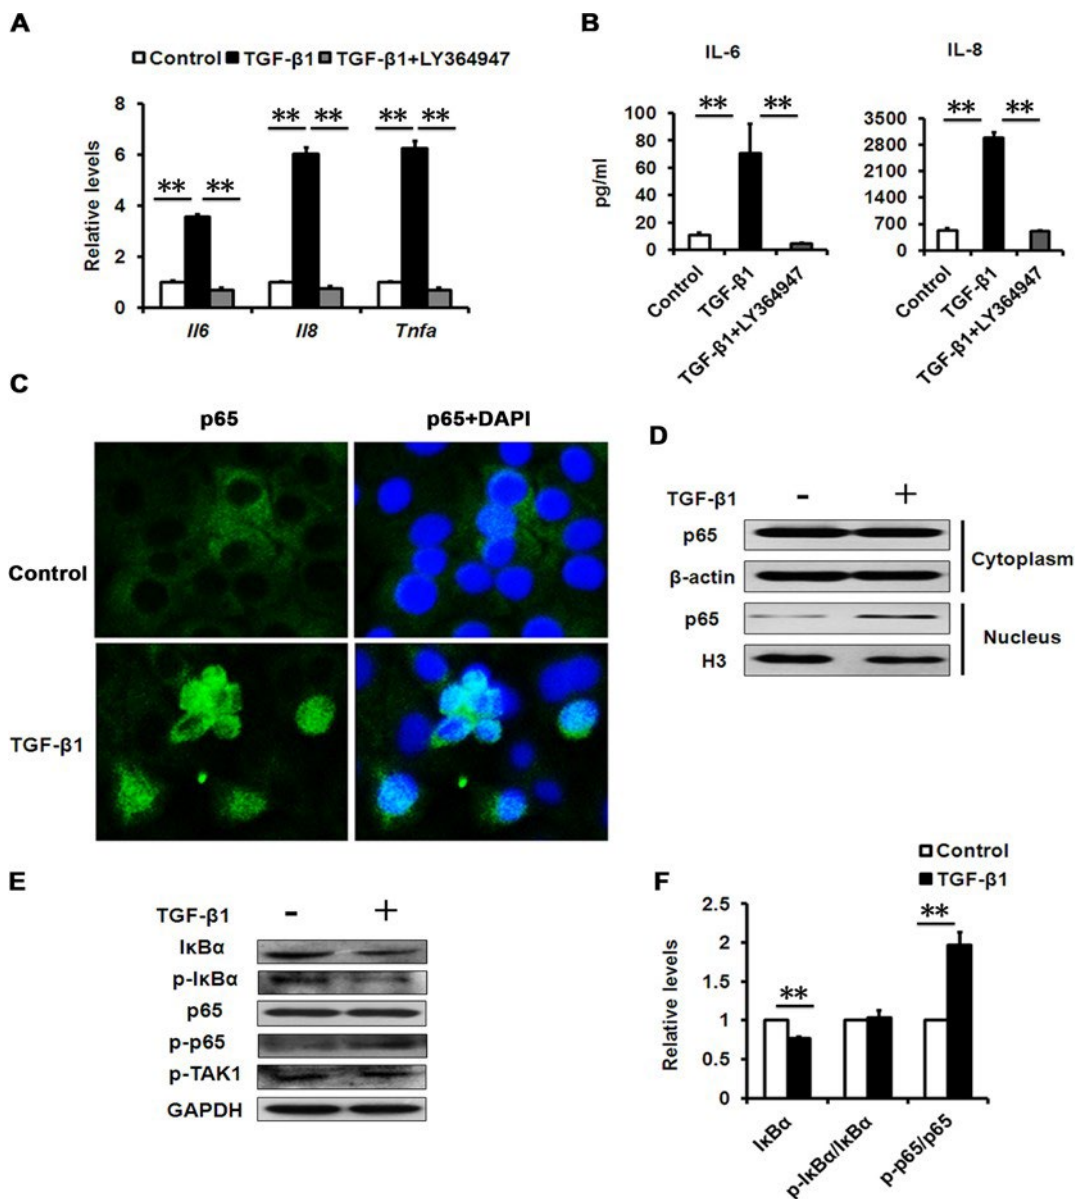 A
Control TGF-β1 TGF-β1+LY364947
8
6
4
2
0
Relative levels
** ** ** ** ** **
Il6 Il8 Tnfa
B
IL-6
IL-8
pg/ml
100
80
60
40
20
0
** **
Control
TGF-β1
TGF-β1+LY364947
3500
2800
2100
1400
700
0
** **
Control
TGF-β1
TGF-β1+LY364947
C
p65
p65+DAPI
Control
TGF-β1
D
TGF-β1 - +
p65
β-actin
Cytoplasm
p65
H3
Nucleus
E
TGF-β1 - +
IκBα
p-IκBα
p65
p-p65
p-TAK1
GAPDH
F
Control
TGF-β1
2.5
2
1.5
1
0.5
0
Relative levels
**
**
IκBα
p-IκBα/IκBα
p-p65/p65